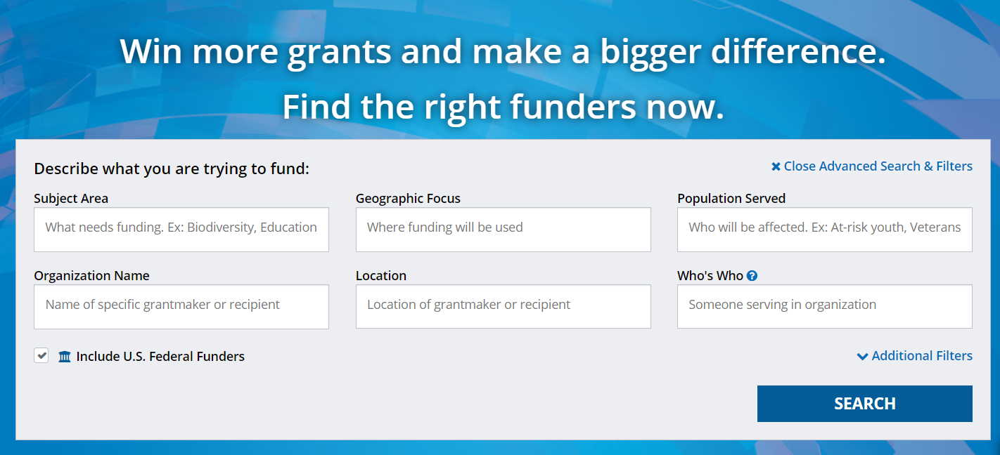 Win more grants and make a bigger difference.
Find the right funders now.
Describe what you are trying to fund:
Close Advanced Search & Filters
Subject Area
Geographic Focus
Population Served
What needs funding. Ex: Biodiversity, Education
Where funding will be used
Who will be affected. Ex: At-risk youth, Veterans
Organization Name
Location
Who's Who ?
Name of specific grantmaker or recipient
Location of grantmaker or recipient
Someone serving in organization
Include U.S. Federal Funders
Additional Filters
SEARCH